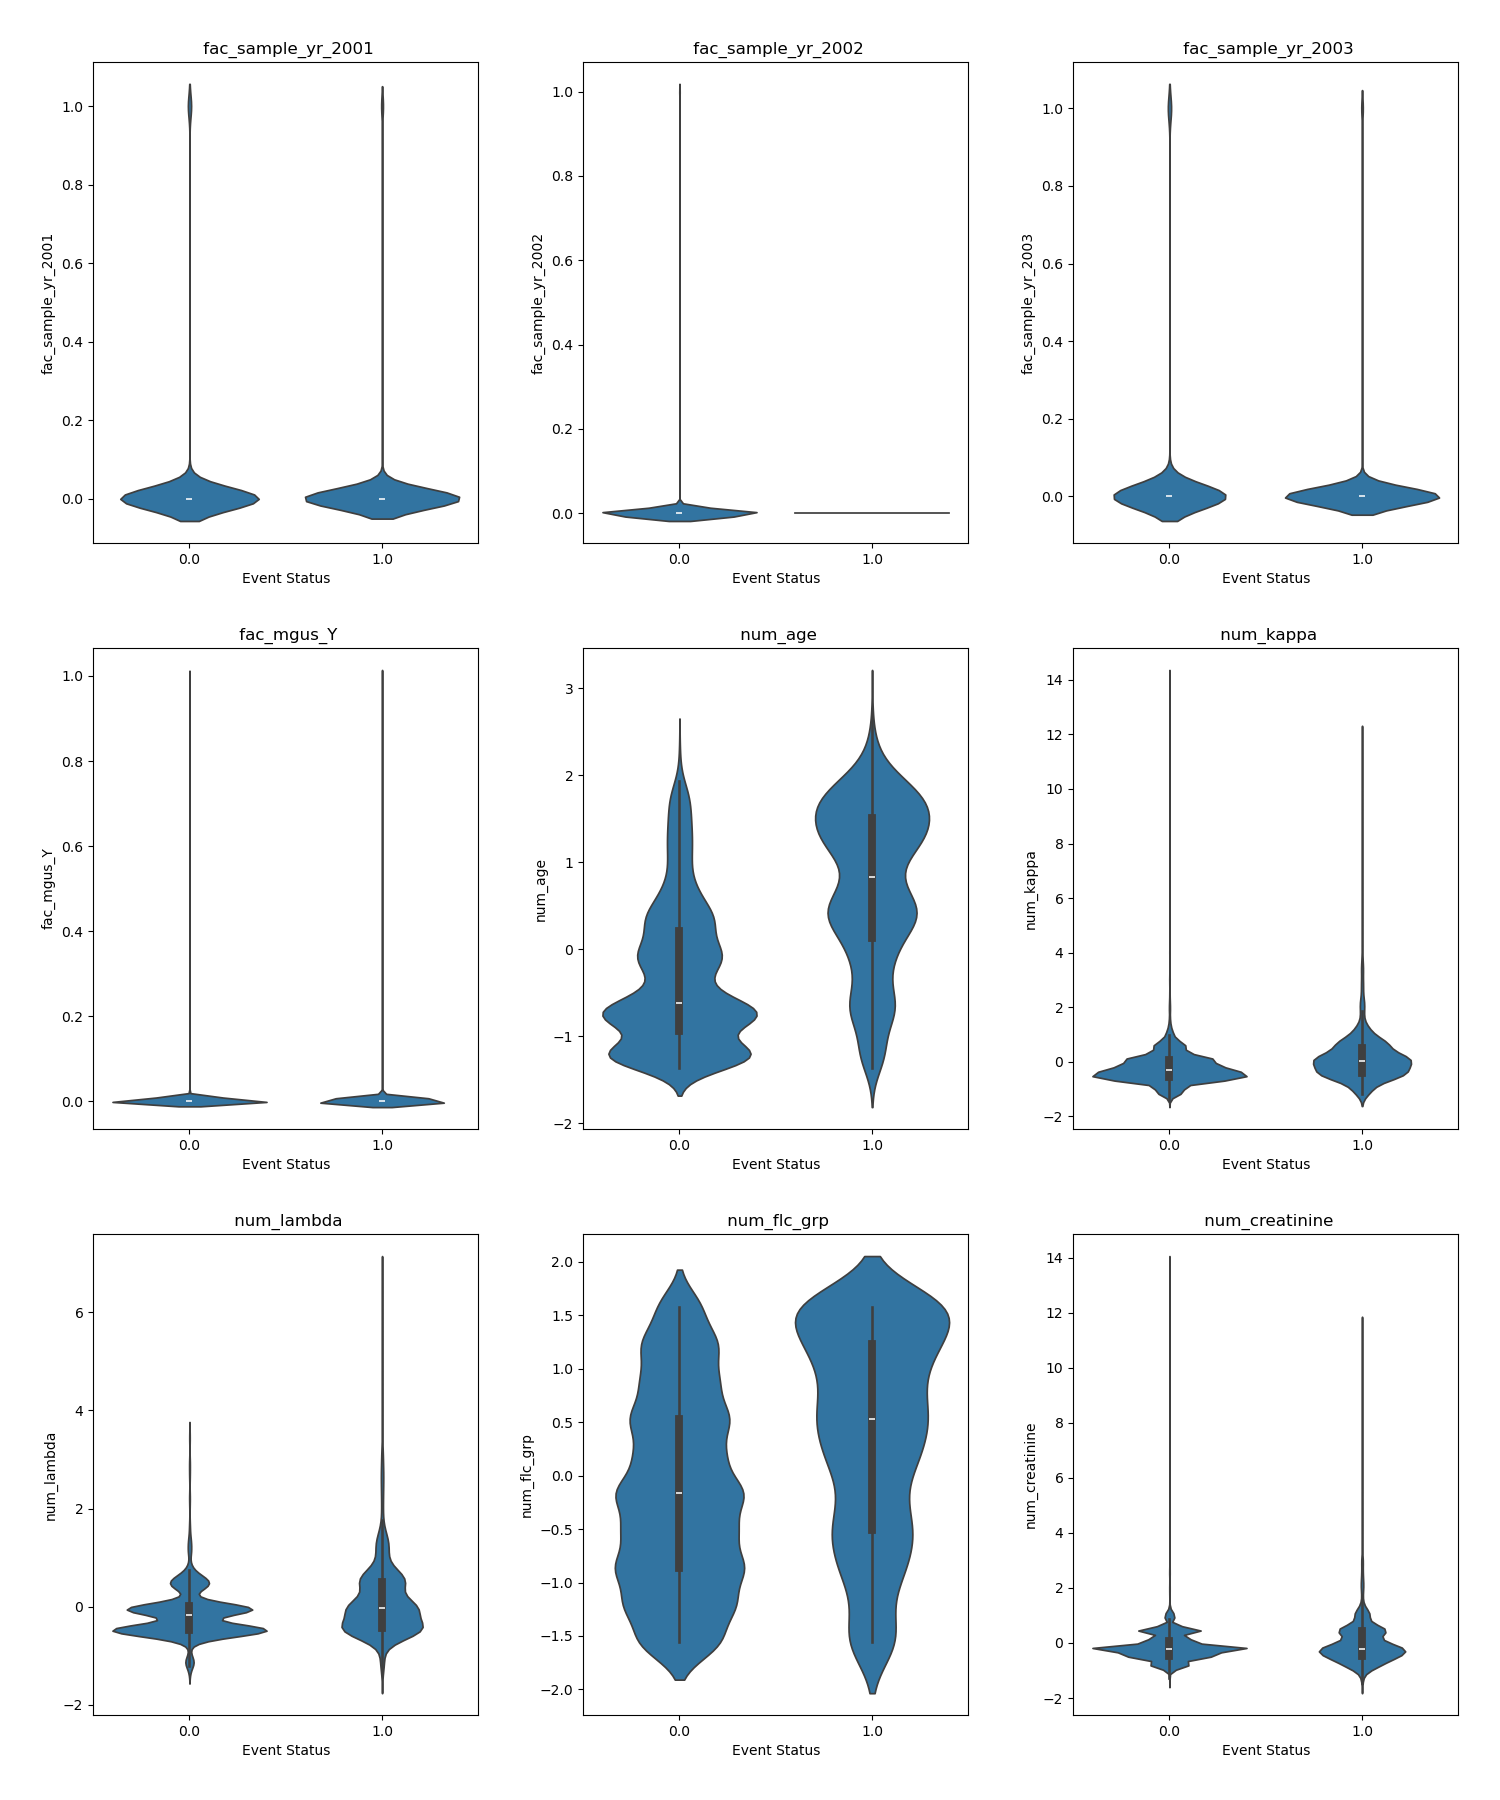 fac_sample_yr_2001
fac_sample_yr_2001
1.0
0.8
0.6
0.4
0.2
0.0
0.0 1.0
Event Status
fac_sample_yr_2002
fac_sample_yr_2002
1.0
0.8
0.6
0.4
0.2
0.0
0.0 1.0
Event Status
fac_sample_yr_2003
fac_sample_yr_2003
1.0
0.8
0.6
0.4
0.2
0.0
0.0 1.0
Event Status
fac_mgus_Y
fac_mgus_Y
1.0
0.8
0.6
0.4
0.2
0.0
0.0 1.0
Event Status
num_age
num_age
3
2
1
0
−1
−2
0.0 1.0
Event Status
num_kappa
num_kappa
14
12
10
8
6
4
2
0
−2
0.0 1.0
Event Status
num_lambda
num_lambda
6
4
2
0
−2
0.0 1.0
Event Status
num_flc_grp
num_flc_grp
2.0
1.5
1.0
0.5
0.0
−0.5
−1.0
−1.5
−2.0
0.0 1.0
Event Status
num_creatinine
num_creatinine
14
12
10
8
6
4
2
0
−2
0.0 1.0
Event Status